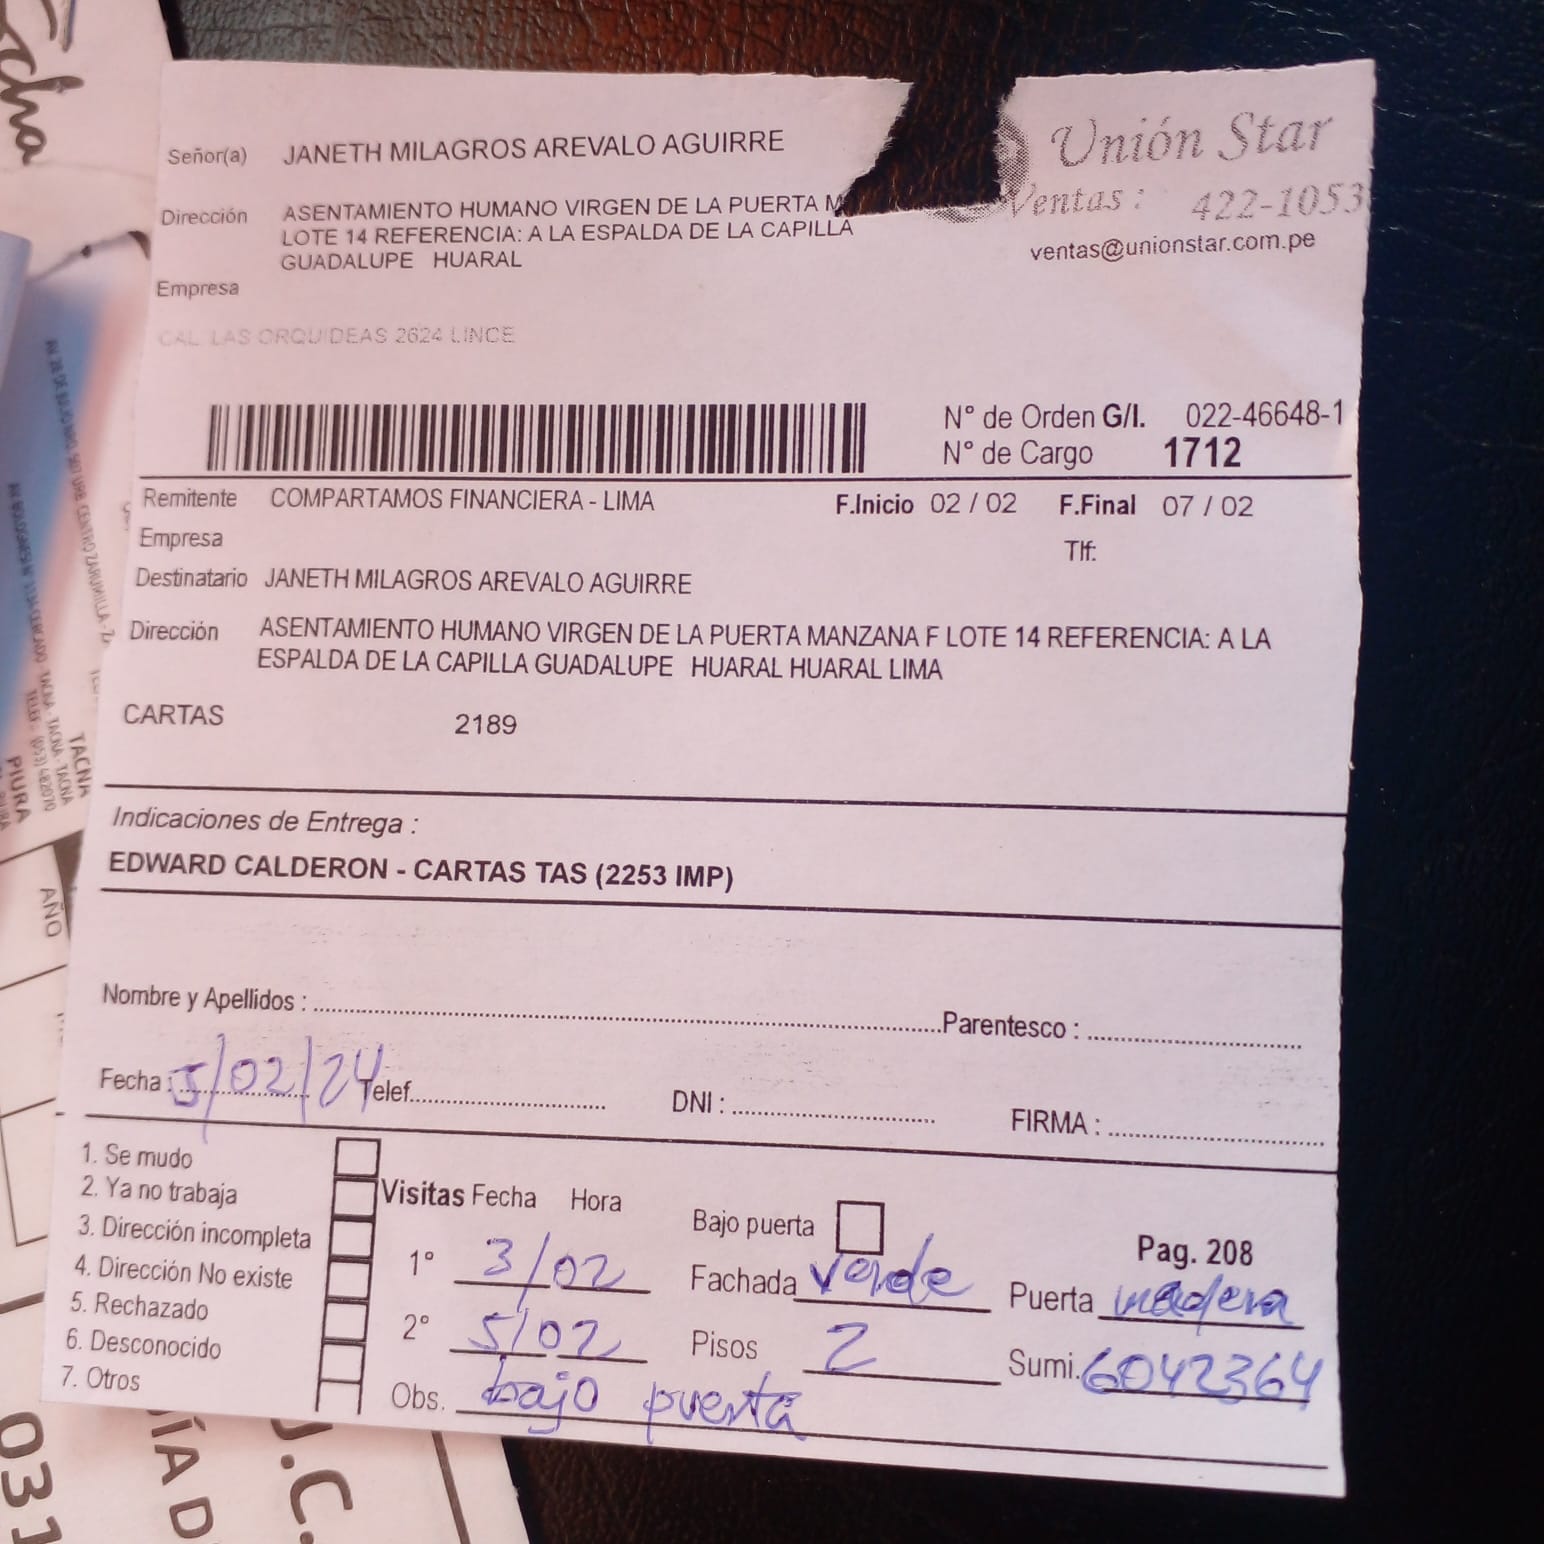 Señor(a) JANETH MILAGROS AREVALO AGUIRRE
Unión Star
Ventas : 422-1053
ventas@unionstar.com.pe
Dirección ASENTAMIENTO HUMANO VIRGEN DE LA PUERTA M
LOTE 14 REFERENCIA: A LA ESPALDA DE LA CAPILLA
GUADALUPE HUARAL
Empresa
CAL. LAS ORQUIDEAS 2624 LINCE
N° de Orden G/I. 022-46648-1
N° de Cargo 1712
Remitente COMPARTAMOS FINANCIERA - LIMA F.Inicio 02 / 02 F.Final 07 / 02
Empresa Tlf:
Destinatario JANETH MILAGROS AREVALO AGUIRRE
Dirección ASENTAMIENTO HUMANO VIRGEN DE LA PUERTA MANZANA F LOTE 14 REFERENCIA: A LA
ESPALDA DE LA CAPILLA GUADALUPE HUARAL HUARAL LIMA
CARTAS 2189
Indicaciones de Entrega :
EDWARD CALDERON - CARTAS TAS (2253 IMP)
Nombre y Apellidos : Parentesco :
Fecha : 5/02/24 Telef. DNI : FIRMA :
1. Se mudo
2. Ya no trabaja
3. Dirección incompleta
4. Dirección No existe
5. Rechazado
6. Desconocido
7. Otros
Visitas Fecha Hora
1° 3/02
2° 5/02
Obs. bajo puerta
Bajo puerta
Fachada verde
Pisos 2
Pag. 208
Puerta madera
Sumi. 6042364
TACNA
PIURA
AÑO
031
ÍA D
J.C.